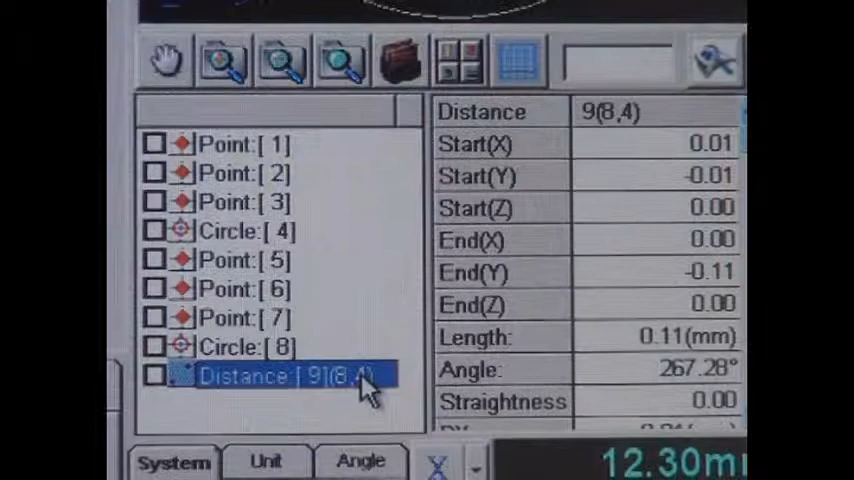 Distance 9(8,4)
Point:[ 1] Start(X) 0.01
Point:[ 2] Start(Y) -0.01
Point:[ 3] Start(Z) 0.00
Circle:[ 4] End(X) 0.00
Point:[ 5] End(Y) -0.11
Point:[ 6] End(Z) 0.00
Point:[ 7] Length: 0.11(mm)
Circle:[ 8] Angle: 267.28°
Distance:[ 9](8,4) Straightness 0.00
System Unit Angle X 12.30m